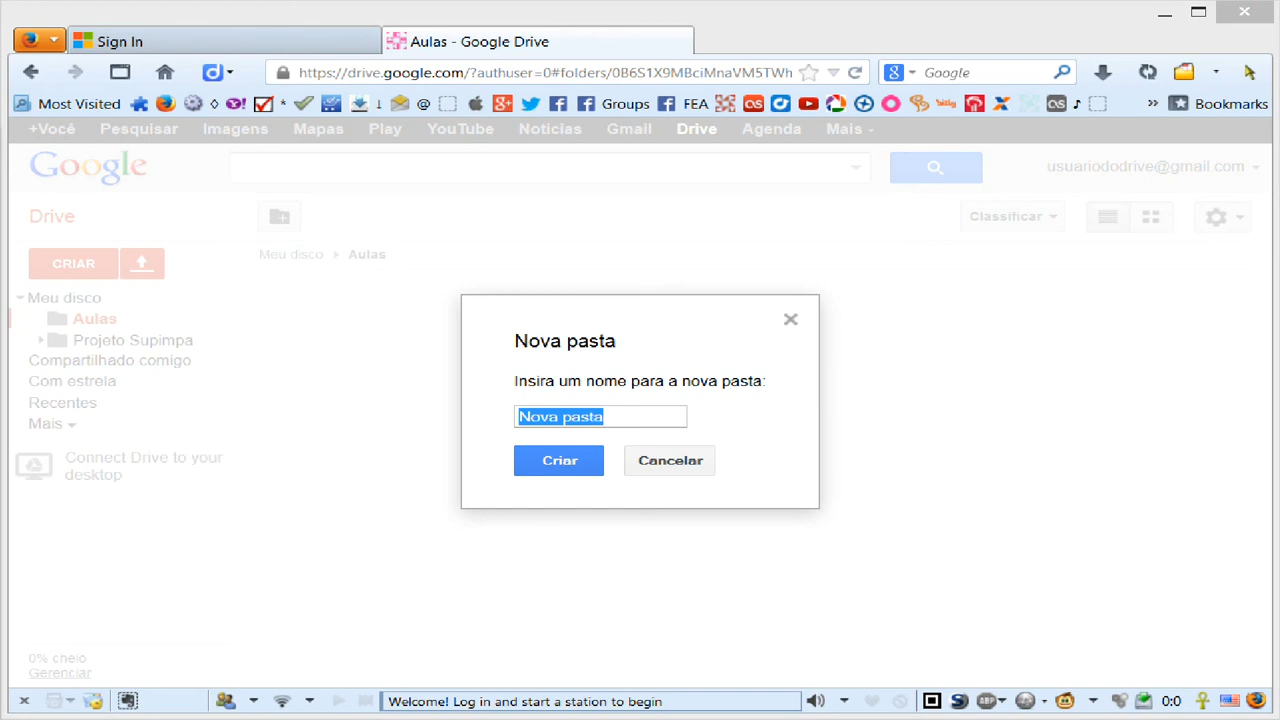 Sign In
Aulas - Google Drive
https://drive.google.com/?authuser=0#folders/0B6S1X9MBciMnaVM5TWh
Google
Most Visited
@
Groups
FEA
bitly
Bookmarks
+Você Pesquisar Imagens Mapas Play YouTube Notícias Gmail Drive Agenda Mais
Google
usuariododrive@gmail.com
Drive
Classificar
CRIAR
Meu disco Aulas
Meu disco
Aulas
Projeto Supimpa
Compartilhado comigo
Com estrela
Recentes
Mais
Connect Drive to your
desktop
Nova pasta
Insira um nome para a nova pasta:
Nova pasta
Criar
Cancelar
0% cheio
Gerenciar
Welcome! Log in and start a station to begin
ABP
0:0